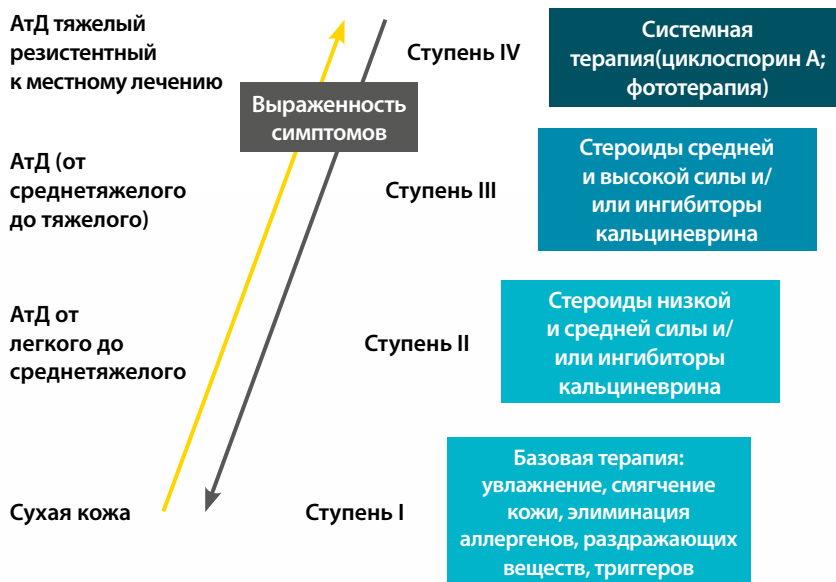 АтД тяжелый
резистентный
к местному лечению
Ступень IV
Системная
терапия(циклоспорин А;
фототерапия)
Выраженность
симптомов
АтД (от
среднетяжелого
до тяжелого)
Ступень III
Стероиды средней
и высокой силы и/
или ингибиторы
кальциневрина
АтД от
легкого до
среднетяжелого
Ступень II
Стероиды низкой
и средней силы и/
или ингибиторы
кальциневрина
Сухая кожа
Ступень I
Базовая терапия:
увлажнение, смягчение
кожи, элиминация
аллергенов, раздражающих
веществ, триггеров